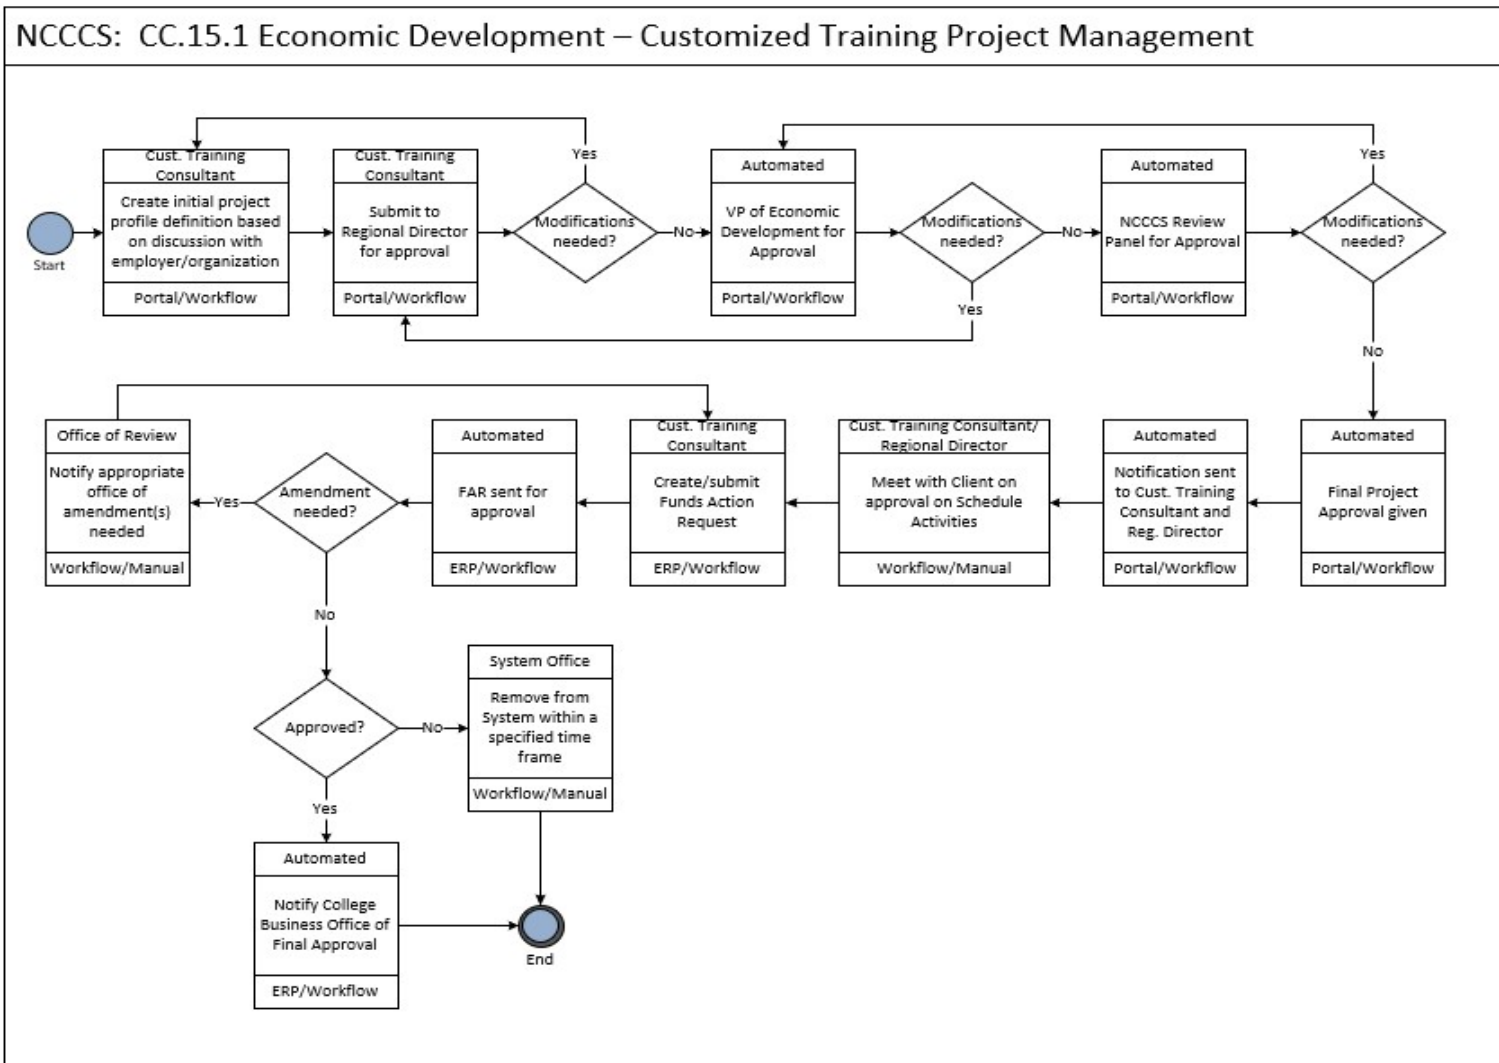 NCCCS:  CC.15.1 Economic Development – Customized Training Project Management
Start
Cust. Training
Consultant
Create initial project
profile definition based
on discussion with
employer/organization
Portal/Workflow
Cust. Training
Consultant
Submit to
Regional Director
for approval
Portal/Workflow
Yes
Modifications
needed?
No
Automated
VP of Economic
Development for
Approval
Portal/Workflow
Modifications
needed?
Yes
No
Automated
NCCCS Review
Panel for Approval
Portal/Workflow
Yes
Modifications
needed?
No
Automated
Final Project
Approval given
Portal/Workflow
Automated
Notification sent
to Cust. Training
Consultant and
Reg. Director
Portal/Workflow
Cust. Training Consultant/
Regional Director
Meet with Client on
approval on Schedule
Activities
Workflow/Manual
Cust. Training
Consultant
Create/submit
Funds Action
Request
ERP/Workflow
Automated
FAR sent for
approval
ERP/Workflow
Amendment
needed?
Yes
Office of Review
Notify appropriate
office of
amendment(s)
needed
Workflow/Manual
No
Approved?
No
System Office
Remove from
System within a
specified time
frame
Workflow/Manual
Yes
Automated
Notify College
Business Office of
Final Approval
ERP/Workflow
End